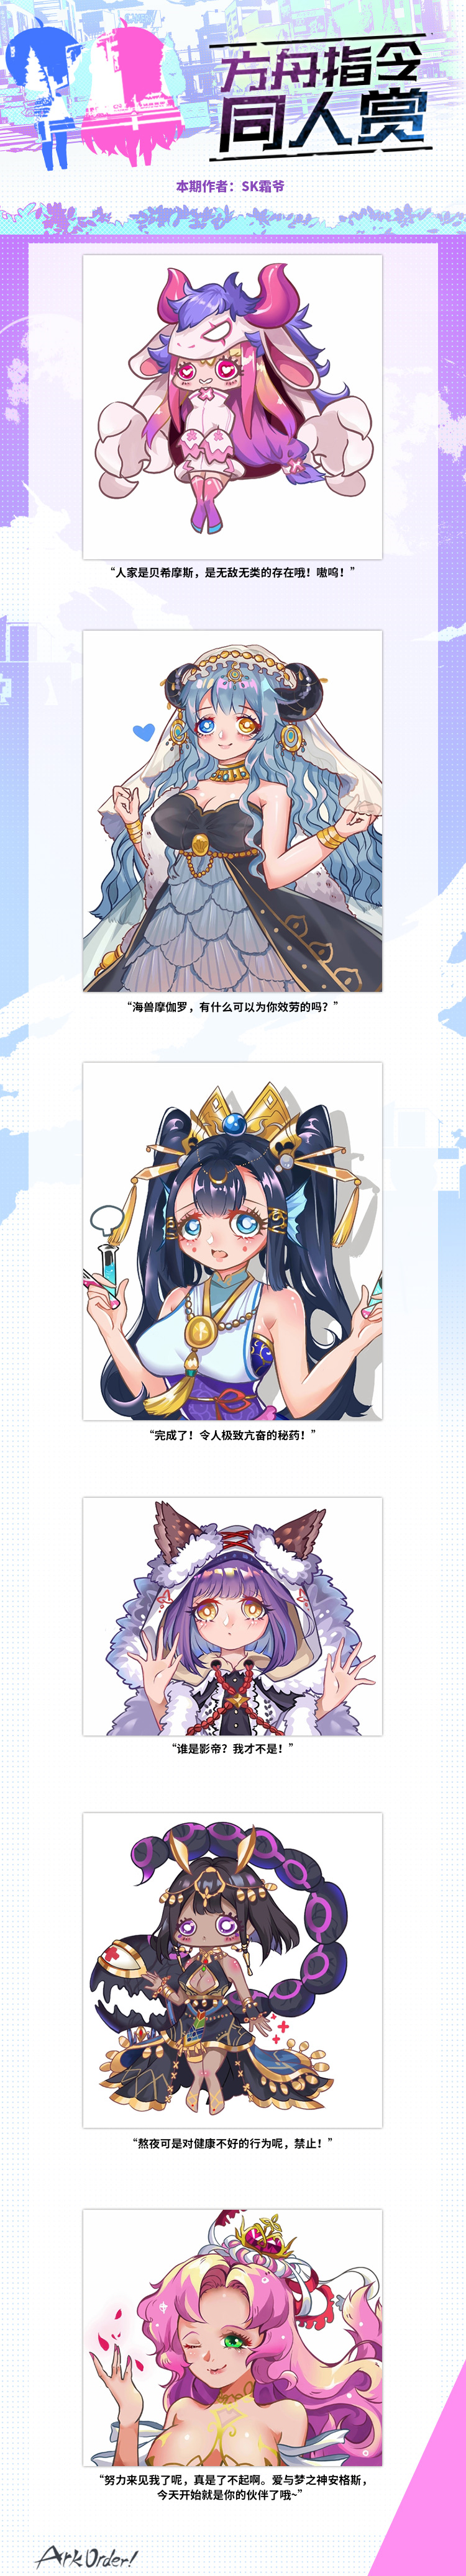 方舟指令
同人赏
本期作者：SK霜爷
“人家是贝希摩斯，是无敌无类的存在哦！嗷呜！”
“海兽摩伽罗，有什么可以为你效劳的吗？”
“完成了！令人极致亢奋的秘药！”
“谁是影帝？我才不是！”
“熬夜可是对健康不好的行为呢，禁止！”
“努力来见我了呢，真是了不起啊。爱与梦之神安格斯，
今天开始就是你的伙伴了哦~”
Ark Order!